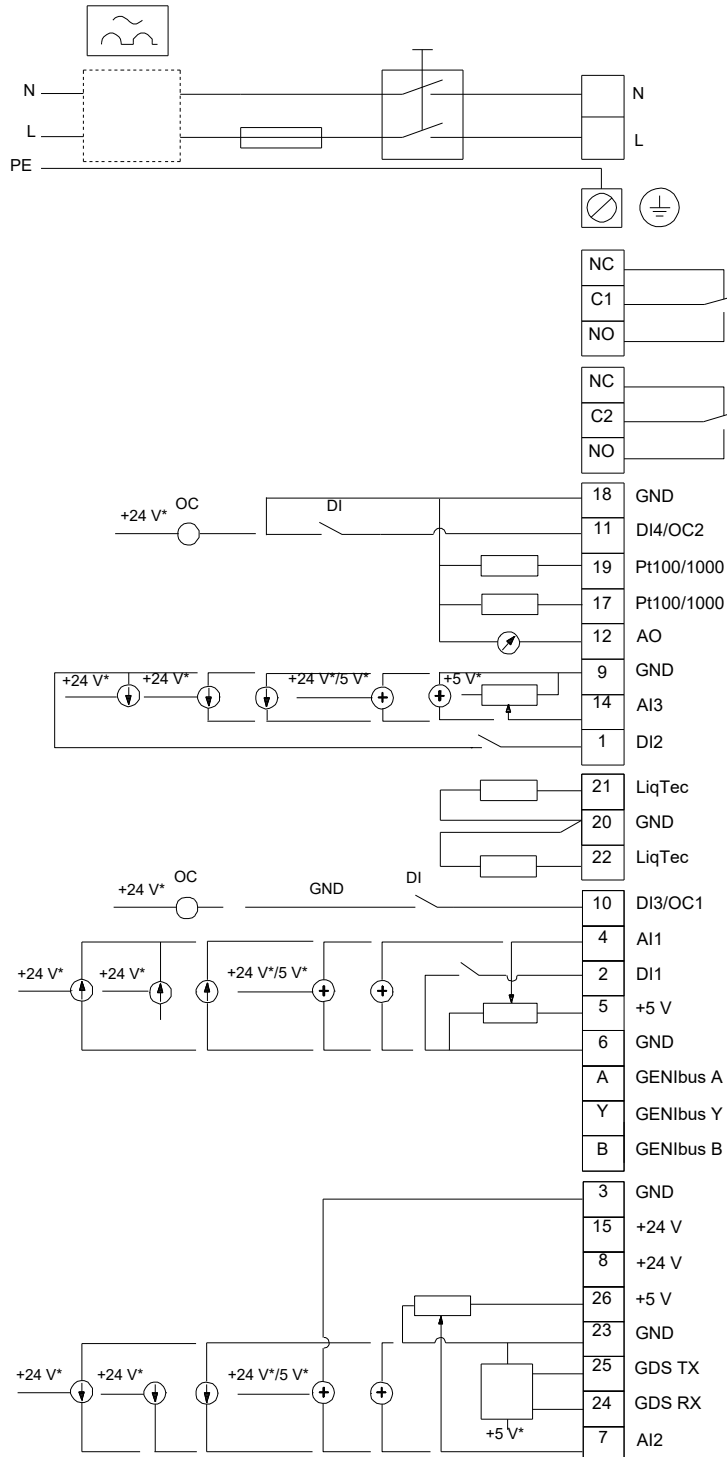 N N
L L
PE
NC
C1
NO
NC
C2
NO
18 GND
+24 V* OC DI 11 DI4/OC2
19 Pt100/1000
17 Pt100/1000
12 AO
9 GND
+24 V* +24 V* +24 V*/5 V* +5 V*
14 AI3
1 DI2
21 LiqTec
20 GND
22 LiqTec
+24 V* OC GND DI 10 DI3/OC1
4 AI1
+24 V* +24 V* +24 V*/5 V* 2 DI1
5 +5 V
6 GND
A GENIbus A
Y GENIbus Y
B GENIbus B
3 GND
15 +24 V
8 +24 V
26 +5 V
23 GND
+24 V* +24 V* +24 V*/5 V* 25 GDS TX
24 GDS RX
+5 V* 7 AI2